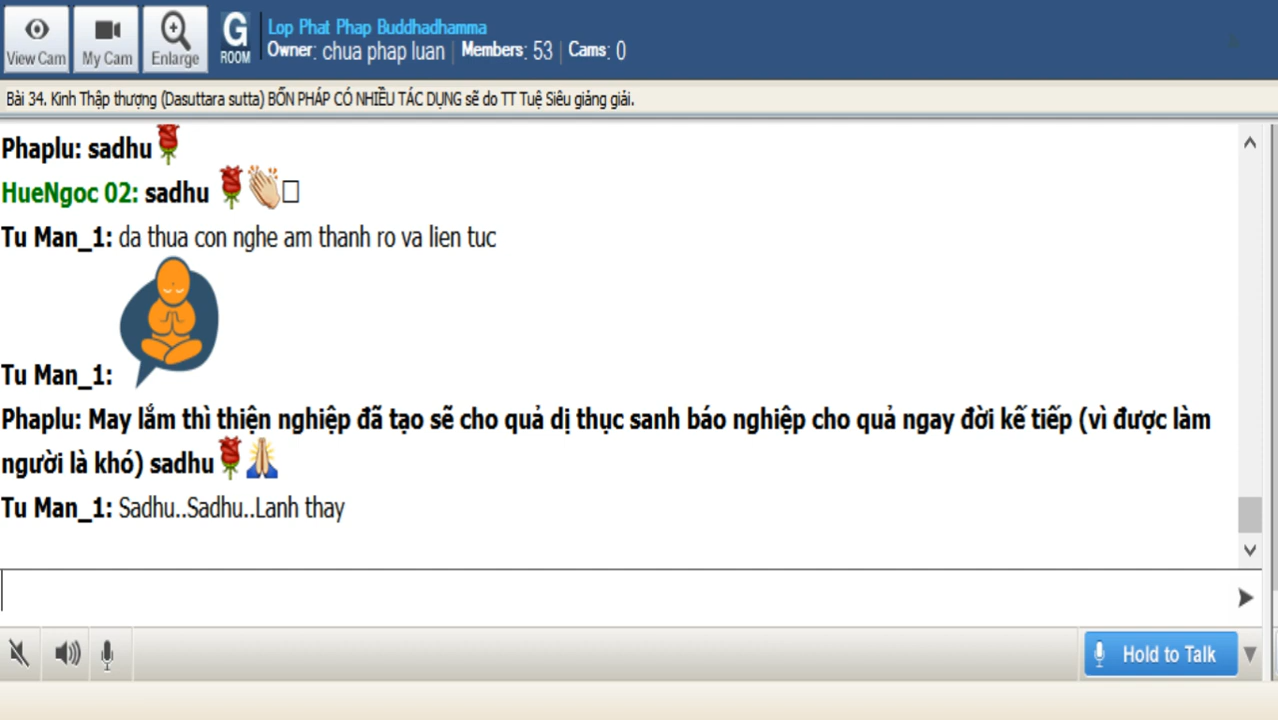 View Cam
My Cam
Enlarge
G
ROOM
Lop Phat Phap Buddhadhamma
Owner: chua phap luan | Members: 53 | Cams: 0
Bài 34. Kinh Thập thượng (Dasuttara sutta) BỐN PHÁP CÓ NHIỀU TÁC DỤNG sẽ do TT Tuệ Siêu giảng giải.
Phaplu: sadhu
HueNgoc 02: sadhu
Tu Man_1: da thua con nghe am thanh ro va lien tuc
Tu Man_1:
Phaplu: May lắm thì thiện nghiệp đã tạo sẽ cho quả dị thục sanh báo nghiệp cho quả ngay đời kế tiếp (vì được làm
người là khó) sadhu
Tu Man_1: Sadhu..Sadhu..Lanh thay
Hold to Talk